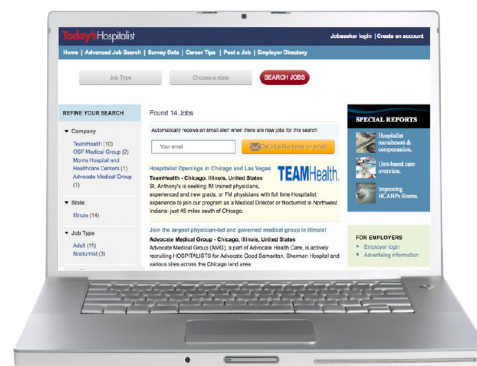 Today'sHospitalist
Jobseeker login | Create an account
Home | Advanced Job Search | Survey Data | Career Tips | Post a Job | Employer Directory
Job Type
Choose a state
SEARCH JOBS
REFINE YOUR SEARCH
Company
TeamHealth (10)
OSF Medical Group (2)
Morris Hospital and
Healthcare Centers (1)
Advocate Medical Group
(1)
State
Illinois (14)
Job Type
Adult (11)
Nocturnist (3)
Found 14 Jobs
Automatically receive an email alert when there are new jobs for this search
Your email
Get jobs like these by email
Hospitalist Openings in Chicago and Las Vegas
TEAMHealth.
TeamHealth - Chicago, Illinois, United States
St. Anthony's is seeking IM trained physicians,
experienced and new grads, or FM physicians with full time Hospitalist
experience to join our program as a Medical Director or Nocturnist in Northwest
Indiana- just 45 miles south of Chicago.
Join the largest physician-led and governed medical group in Illinois!
Advocate Medical Group - Chicago, Illinois, United States
Advocate Medical Group (AMG), a part of Advocate Health Care, is actively
recruiting HOSPITALISTS for Advocate Good Samaritan, Sherman Hospital and
various sites across the Chicago land area.
SPECIAL REPORTS
Hospitalist
recruitment &
compensation.
Unit-based care
overview.
Improving
HCAHPs Scores.
FOR EMPLOYERS
Employer login
Advertising information